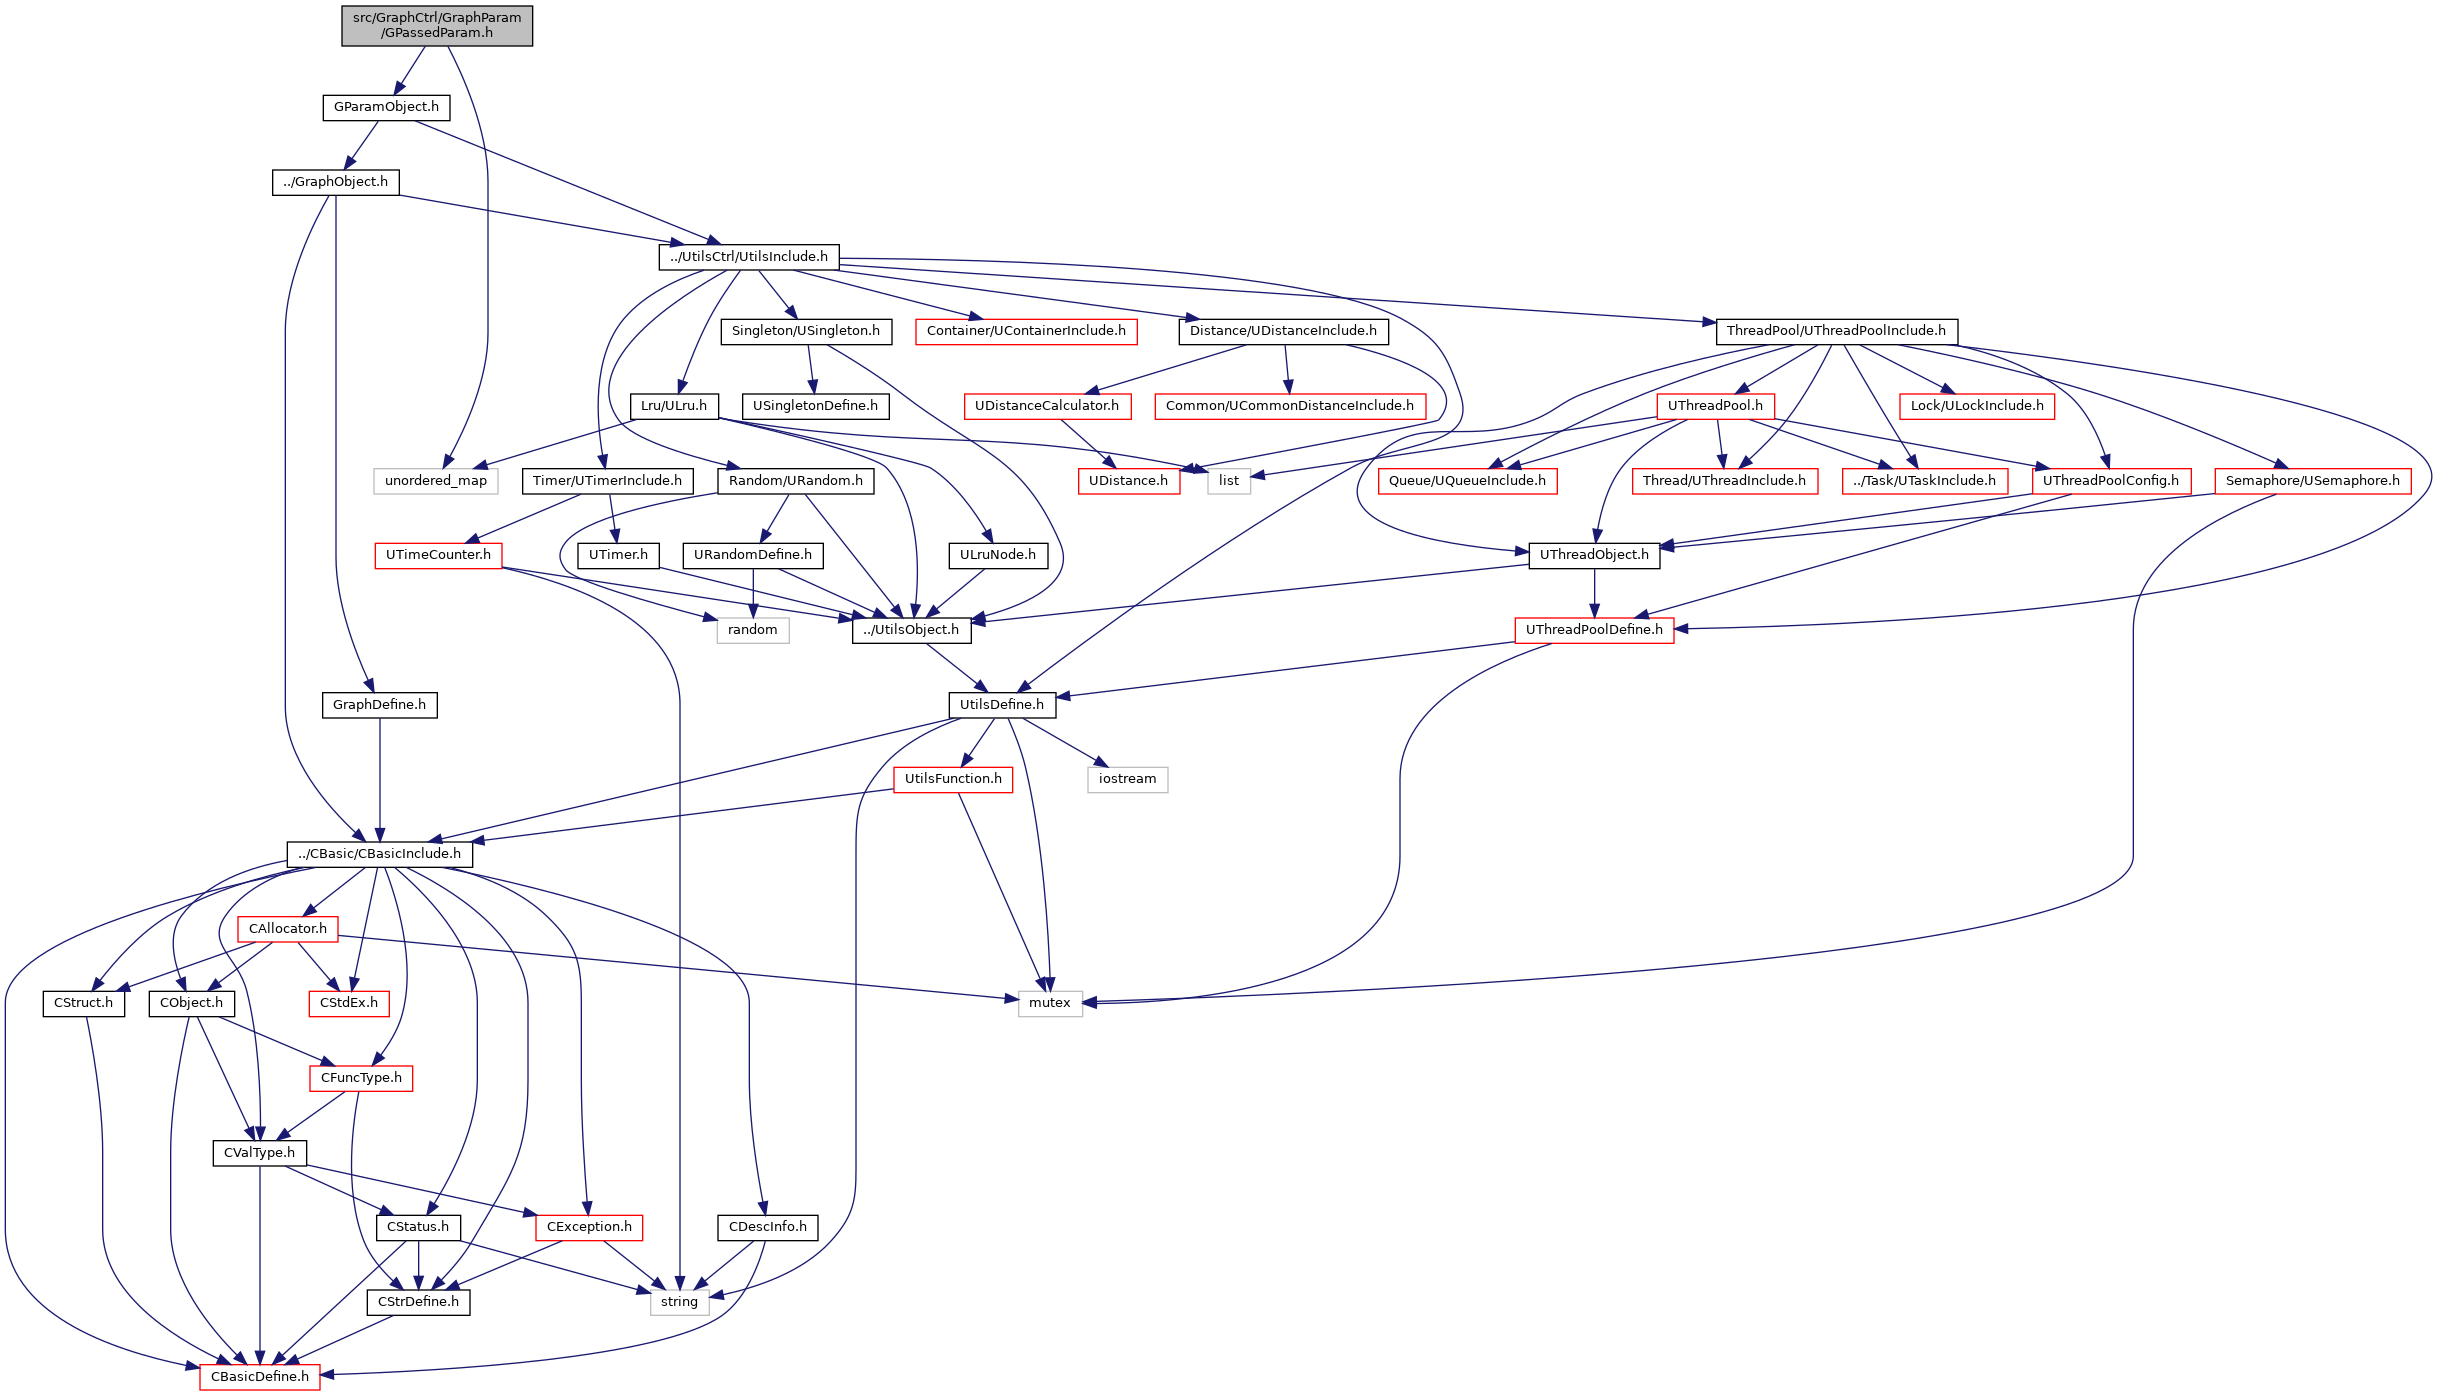 src/GraphCtrl/GraphParam
/GPassedParam.h
GParamObject.h
../GraphObject.h
../UtilsCtrl/UtilsInclude.h
Singleton/USingleton.h
Container/UContainerInclude.h
Distance/UDistanceInclude.h
ThreadPool/UThreadPoolInclude.h
Lru/ULru.h
USingletonDefine.h
UDistanceCalculator.h
Common/UCommonDistanceInclude.h
UThreadPool.h
Lock/ULockInclude.h
unordered_map
Timer/UTimerInclude.h
Random/URandom.h
UDistance.h
list
Queue/UQueueInclude.h
Thread/UThreadInclude.h
../Task/UTaskInclude.h
UThreadPoolConfig.h
Semaphore/USemaphore.h
UTimeCounter.h
UTimer.h
URandomDefine.h
ULruNode.h
UThreadObject.h
random
../UtilsObject.h
UThreadPoolDefine.h
GraphDefine.h
UtilsDefine.h
UtilsFunction.h
iostream
../CBasic/CBasicInclude.h
CAllocator.h
CStruct.h
CObject.h
CStdEx.h
mutex
CFuncType.h
CValType.h
CStatus.h
CException.h
CDescInfo.h
CStrDefine.h
string
CBasicDefine.h